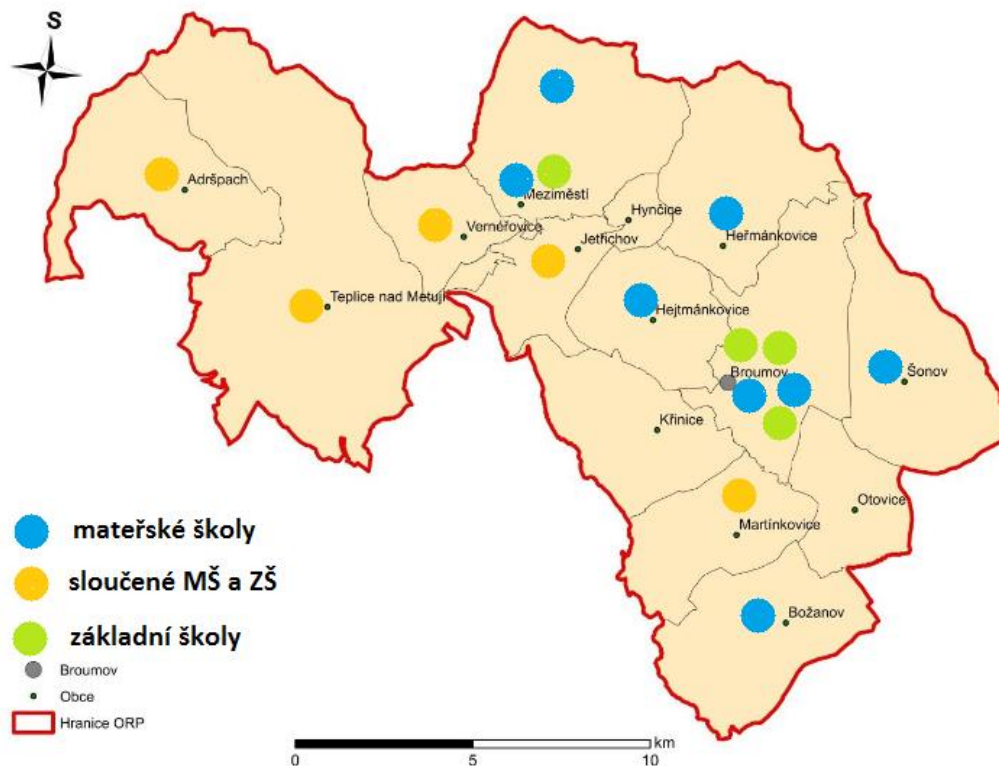 S
Adršpach
Meziměstí
Hynčice
Vernéřovice
Jetřichov
Heřmánkovice
Teplice nad Metují
Hejtmánkovice
Broumov
Šonov
Křinice
Otovice
Martínkovice
Božanov
mateřské školy
sloučené MŠ a ZŠ
základní školy
Broumov
Obce
Hranice ORP
km
0 5 10